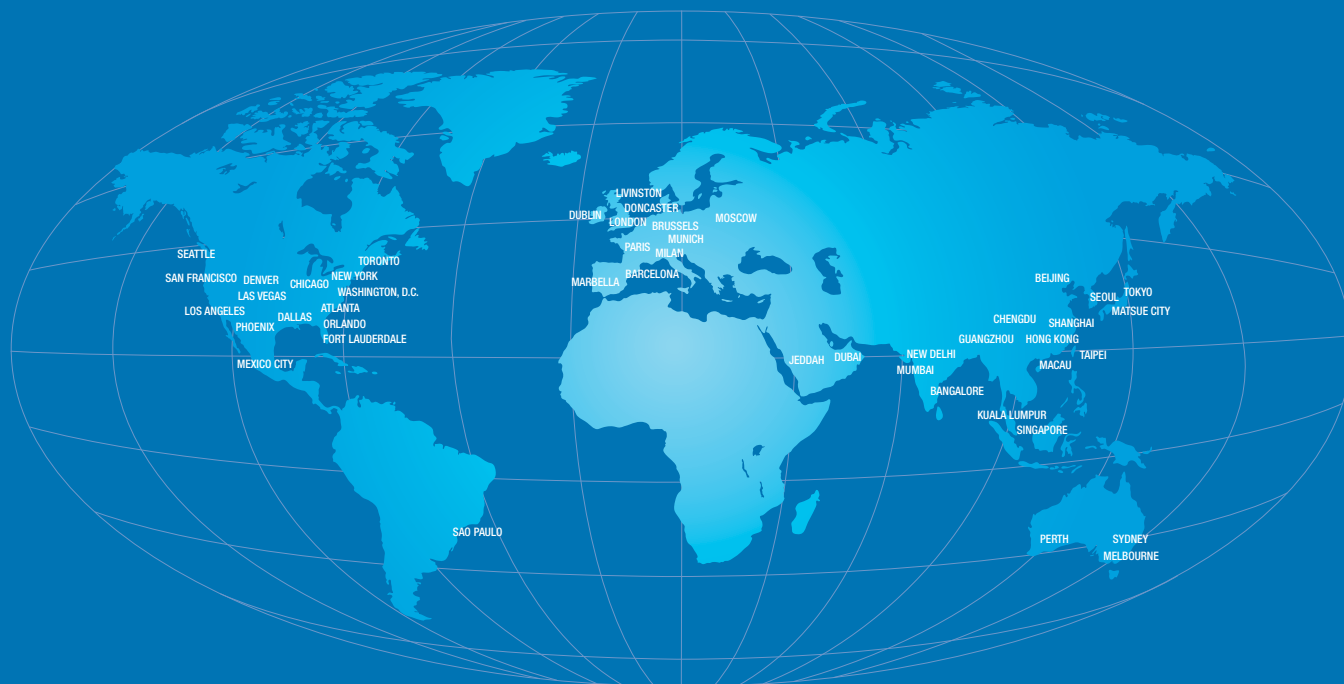 SEATTLE
SAN FRANCISCO
DENVER
LAS VEGAS
LOS ANGELES
PHOENIX
DALLAS
CHICAGO
TORONTO
NEW YORK
WASHINGTON, D.C.
ATLANTA
ORLANDO
FORT LAUDERDALE
MEXICO CITY
SAO PAULO
LIVINSTON
DONCASTER
DUBLIN
LONDON
BRUSSELS
MOSCOW
MUNICH
PARIS
MILAN
BARCELONA
MARBELLA
JEDDAH
DUBAI
NEW DELHI
MUMBAI
BANGALORE
BEIJING
SEOUL
TOKYO
MATSUE CITY
CHENGDU
SHANGHAI
GUANGZHOU
HONG KONG
TAIPEI
MACAU
KUALA LUMPUR
SINGAPORE
PERTH
SYDNEY
MELBOURNE